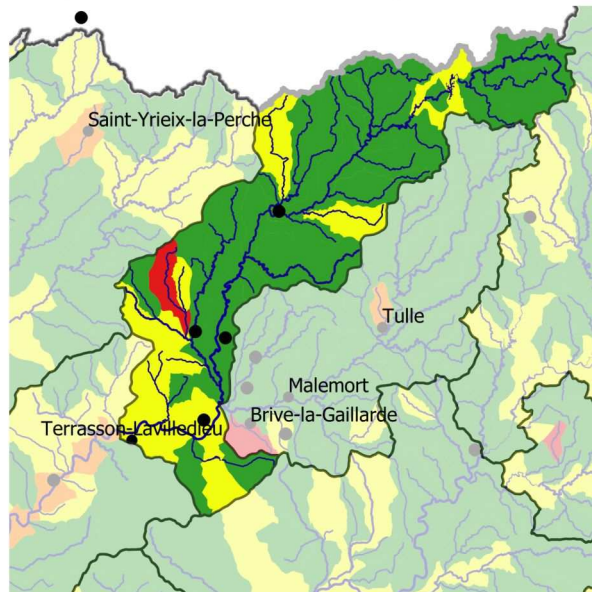 Saint-Yrieix-la-Perche
Tulle
Malemort
Brive-la-Gaillarde
Terrasson-Lavilledieu